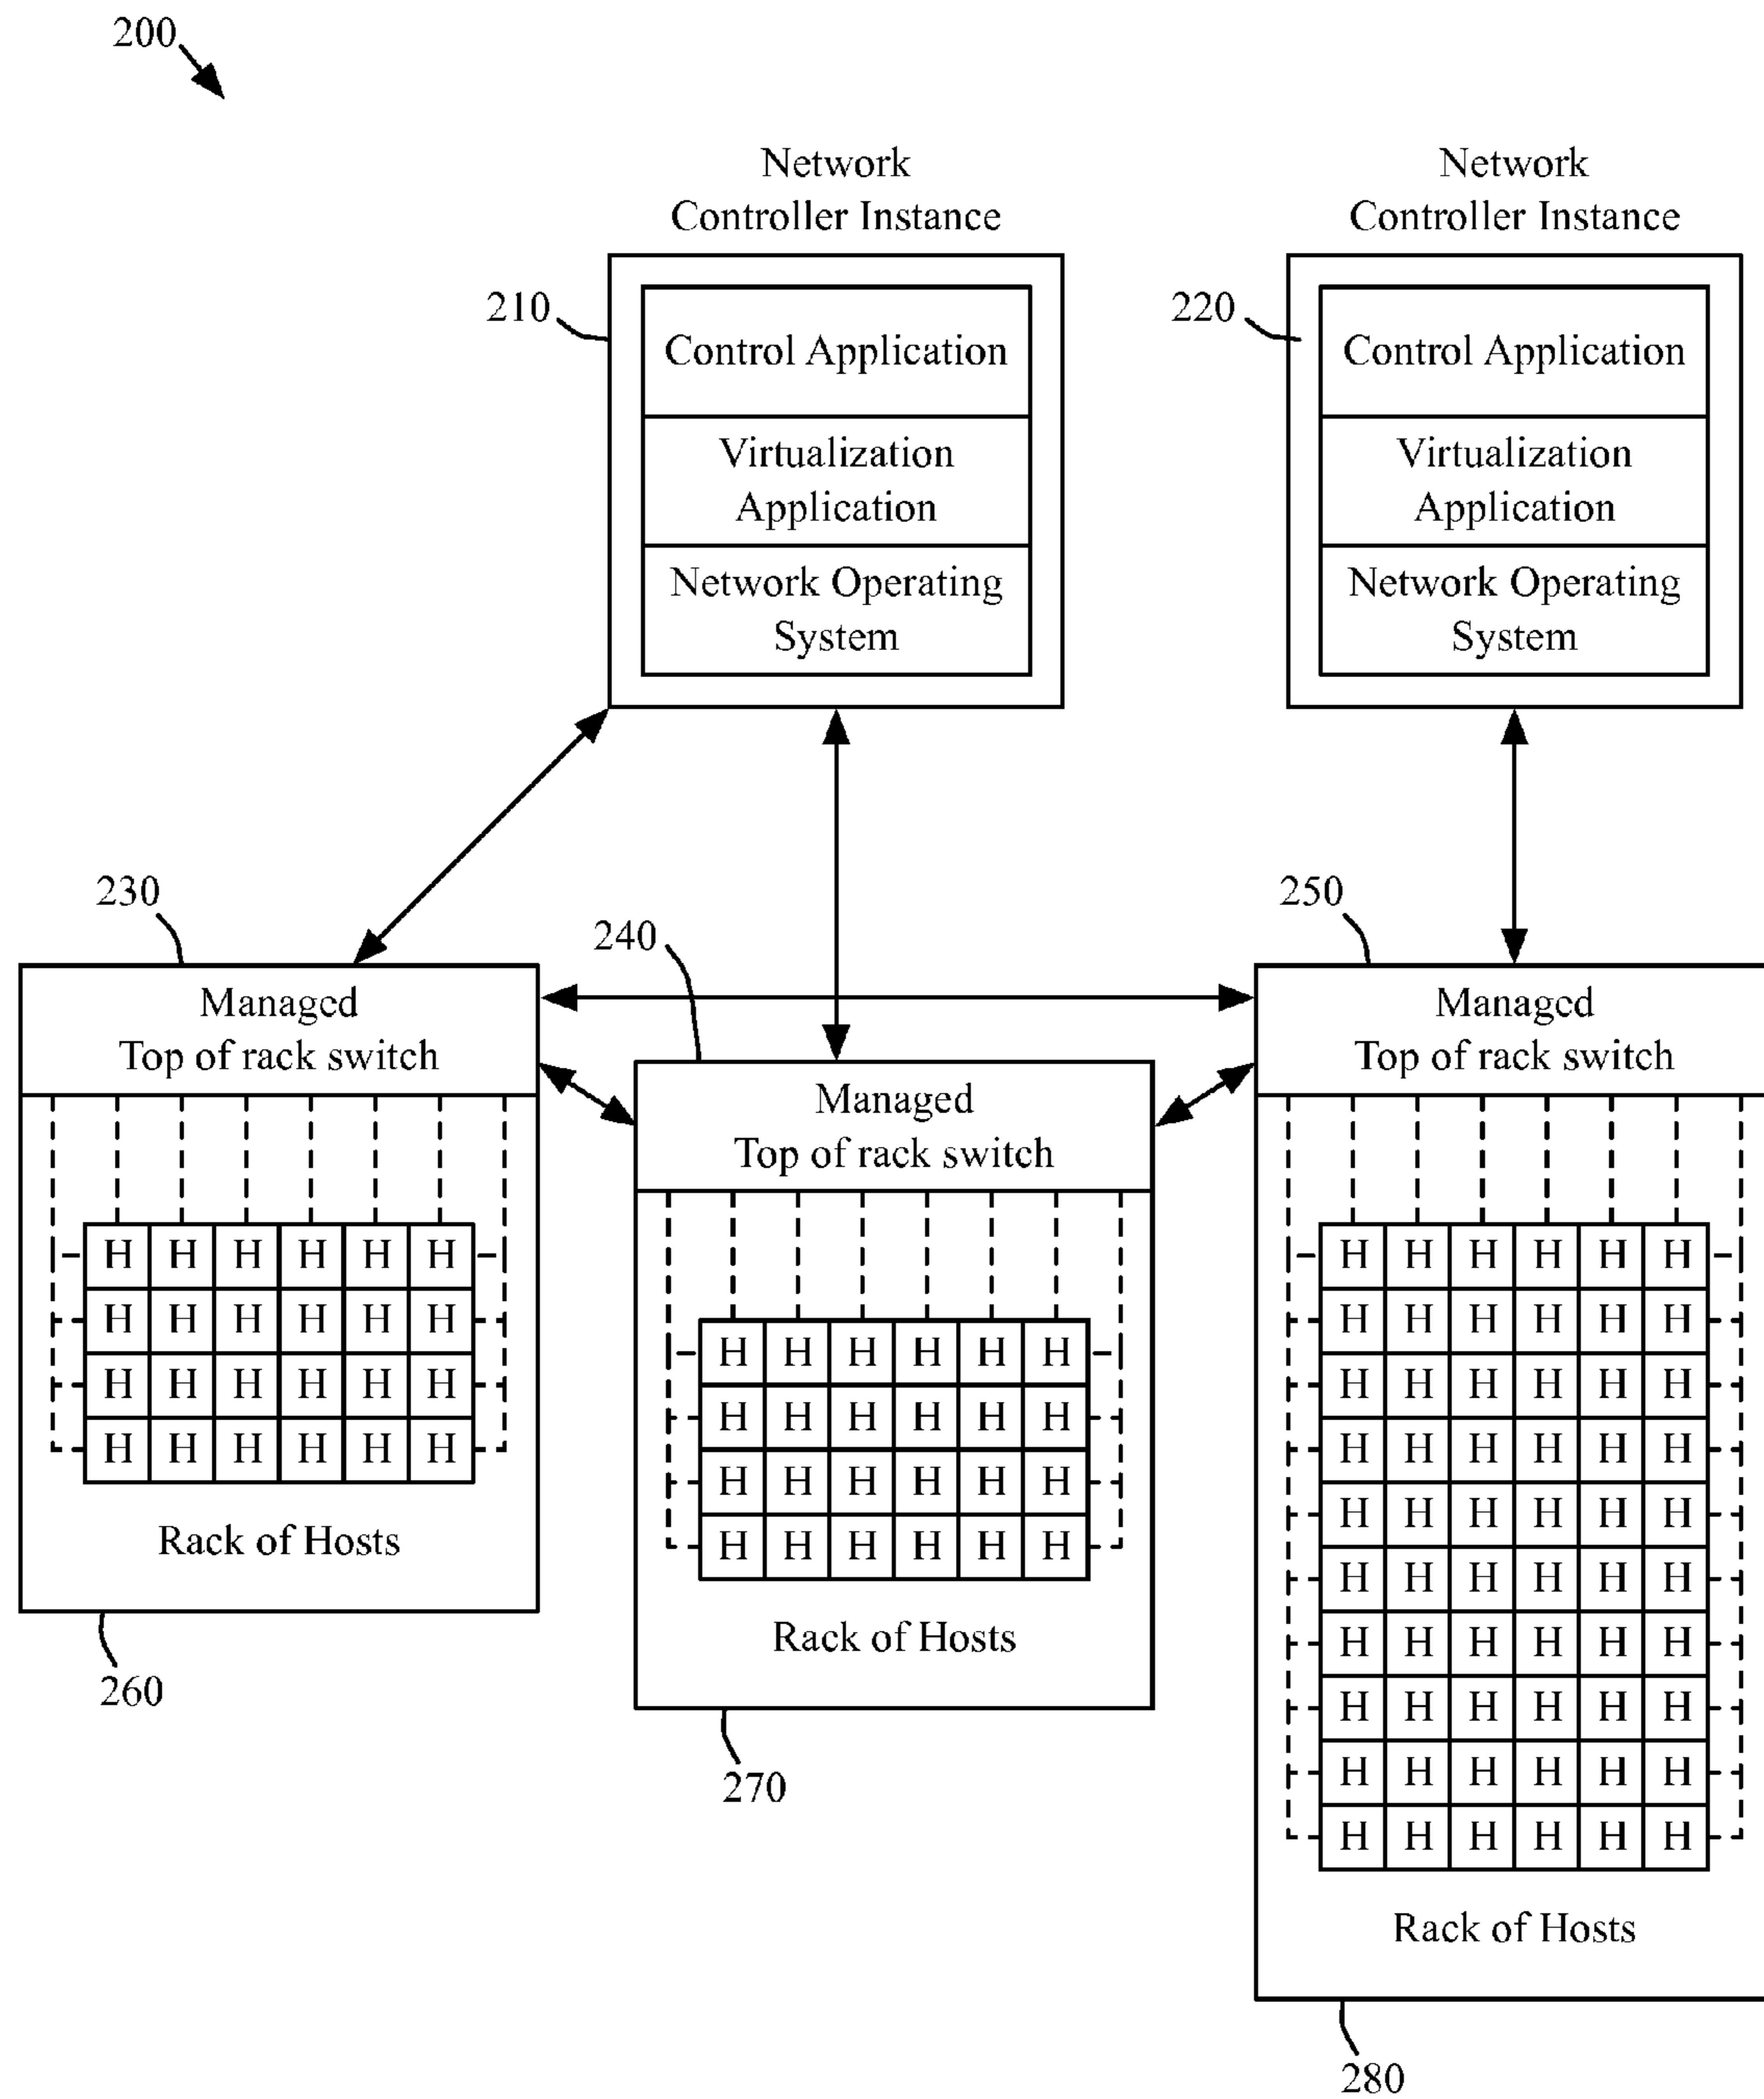 200
Network
Controller Instance
Network
Controller Instance
210
Control Application
Virtualization
Application
Network Operating
System
220
Control Application
Virtualization
Application
Network Operating
System
230
Managed
Top of rack switch
H H H H H H
H H H H H H
H H H H H H
H H H H H H
Rack of Hosts
260
240
Managed
Top of rack switch
H H H H H H
H H H H H H
H H H H H H
H H H H H H
Rack of Hosts
270
250
Managed
Top of rack switch
H H H H H H
H H H H H H
H H H H H H
H H H H H H
H H H H H H
H H H H H H
H H H H H H
H H H H H H
H H H H H H
H H H H H H
Rack of Hosts
280